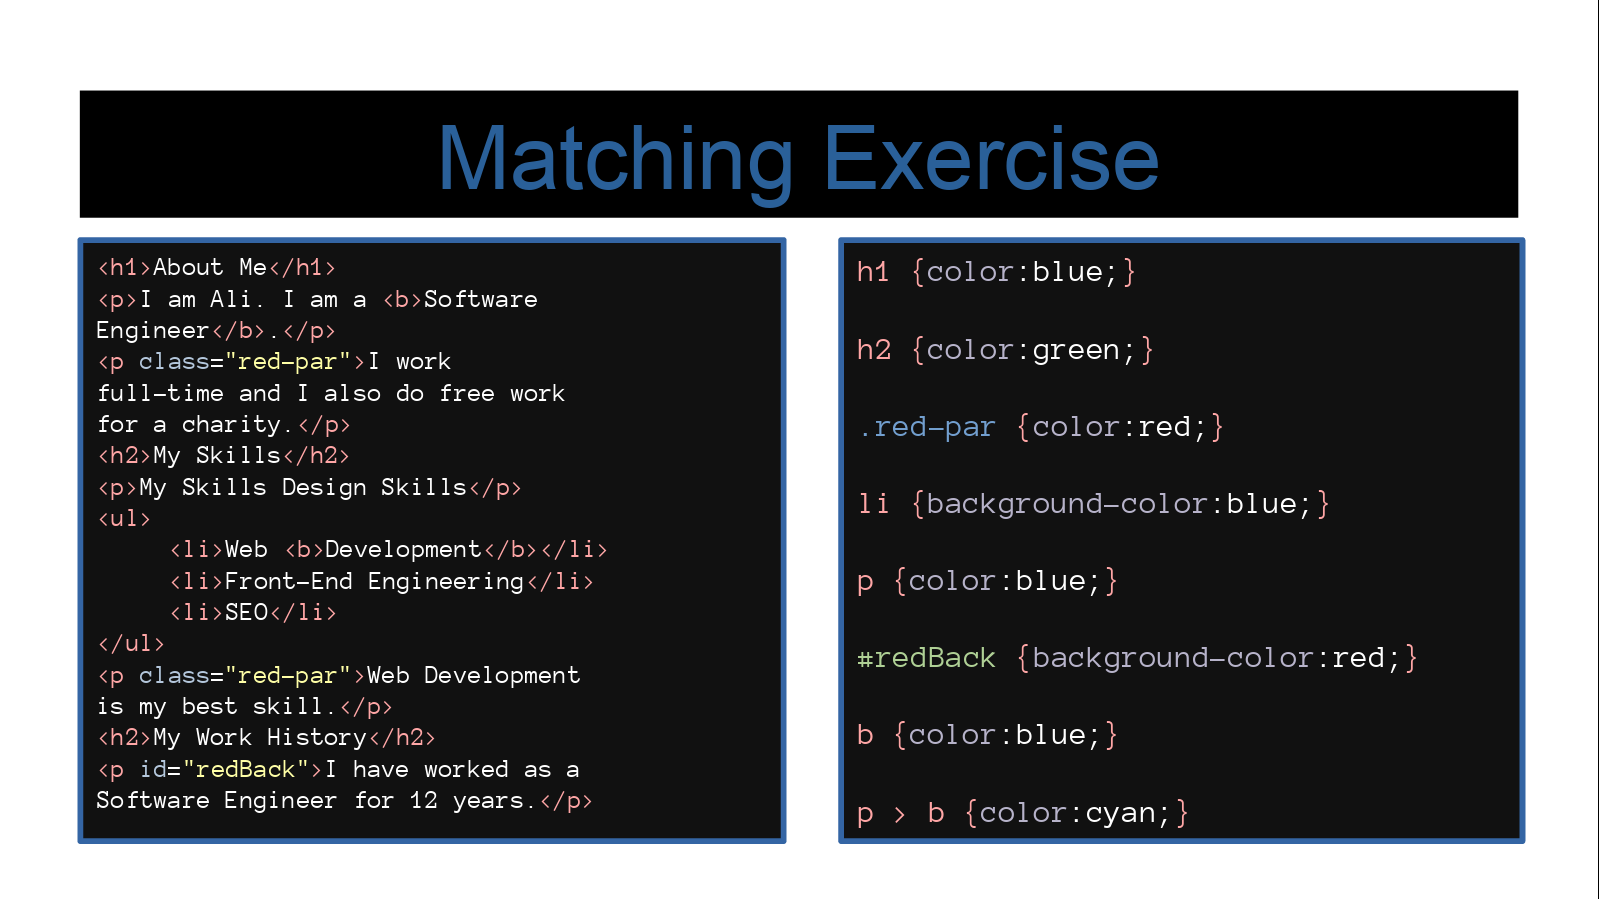 Matching Exercise
<h1>About Me</h1>
<p>I am Ali. I am a <b>Software
Engineer</b>.</p>
<p class="red-par">I work
full-time and I also do free work
for a charity.</p>
<h2>My Skills</h2>
<p>My Skills Design Skills</p>
<ul>
<li>Web <b>Development</b></li>
<li>Front-End Engineering</li>
<li>SEO</li>
</ul>
<p class="red-par">Web Development
is my best skill.</p>
<h2>My Work History</h2>
<p id="redBack">I have worked as a
Software Engineer for 12 years.</p>
h1 {color:blue;}
h2 {color:green;}
.red-par {color:red;}
li {background-color:blue;}
p {color:blue;}
#redBack {background-color:red;}
b {color:blue;}
p > b {color:cyan;}